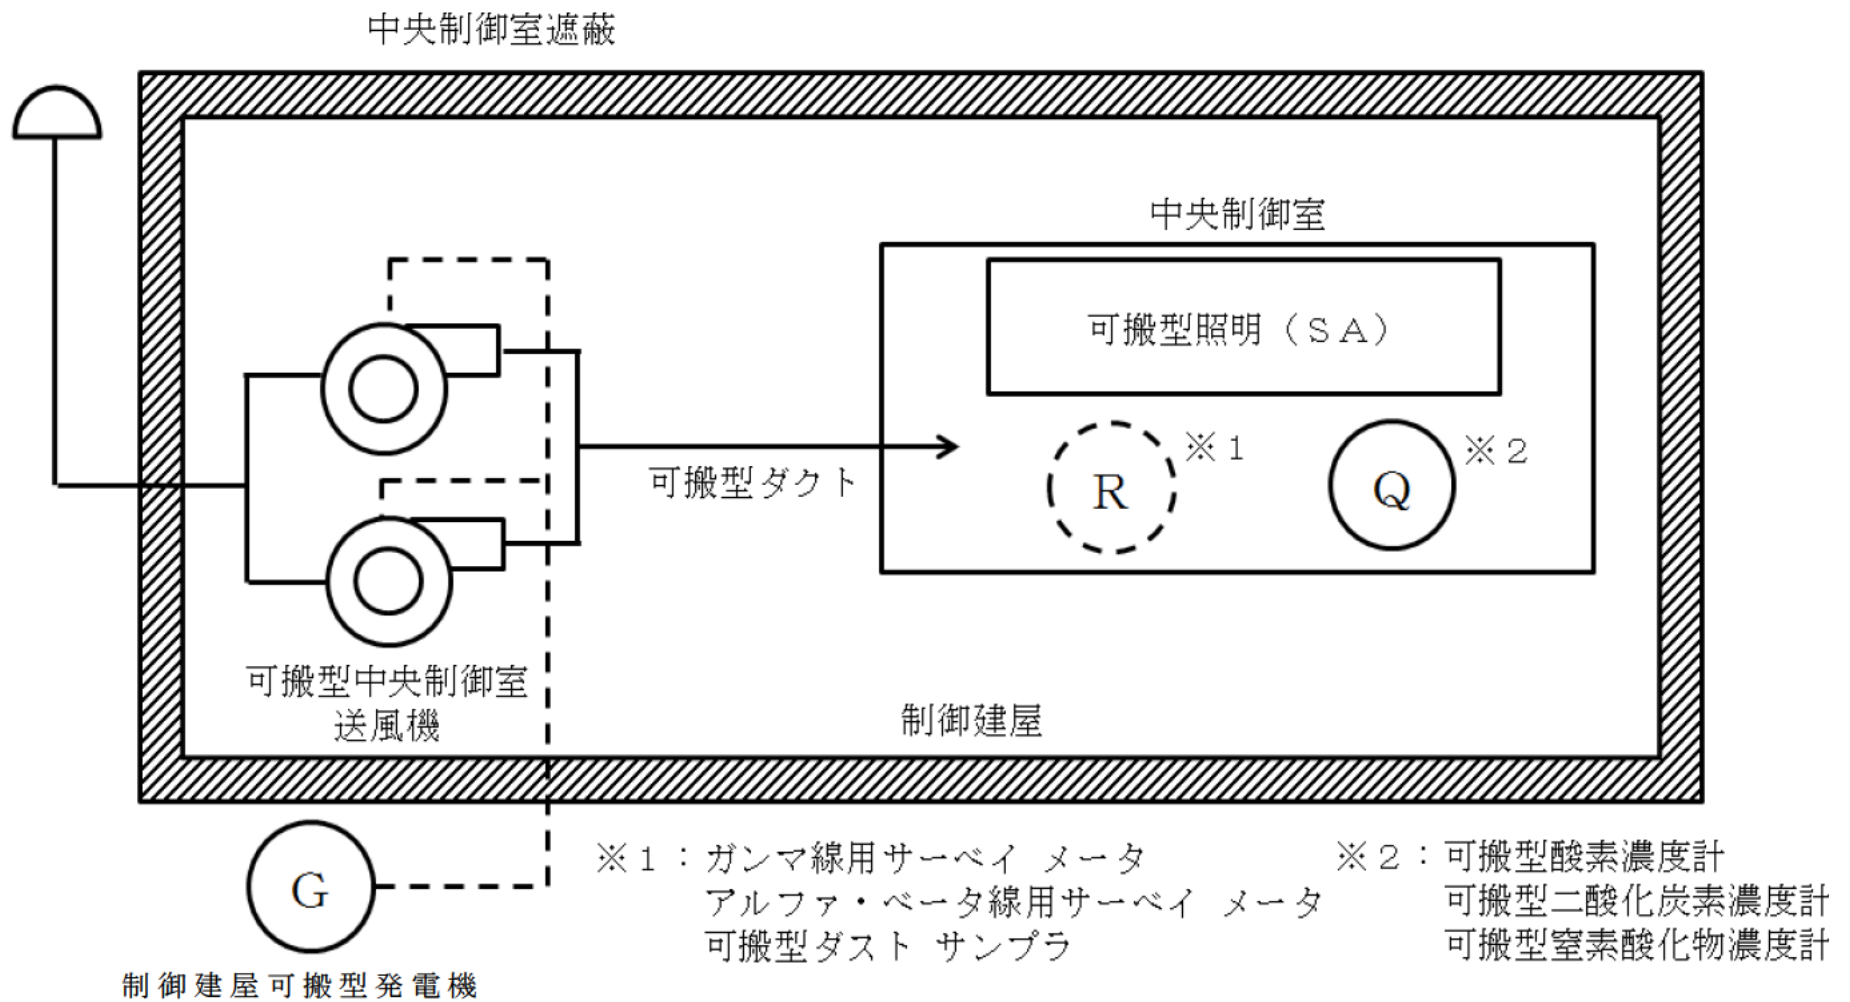 中央制御室遮蔽
中央制御室
可搬型照明（ＳＡ）
R
※１
Q
※２
可搬型ダクト
可搬型中央制御室
送風機
制御建屋
G
制御建屋可搬型発電機
※１：ガンマ線用サーベイ メータ
アルファ・ベータ線用サーベイ メータ
可搬型ダスト サンプラ
※２：可搬型酸素濃度計
可搬型二酸化炭素濃度計
可搬型窒素酸化物濃度計